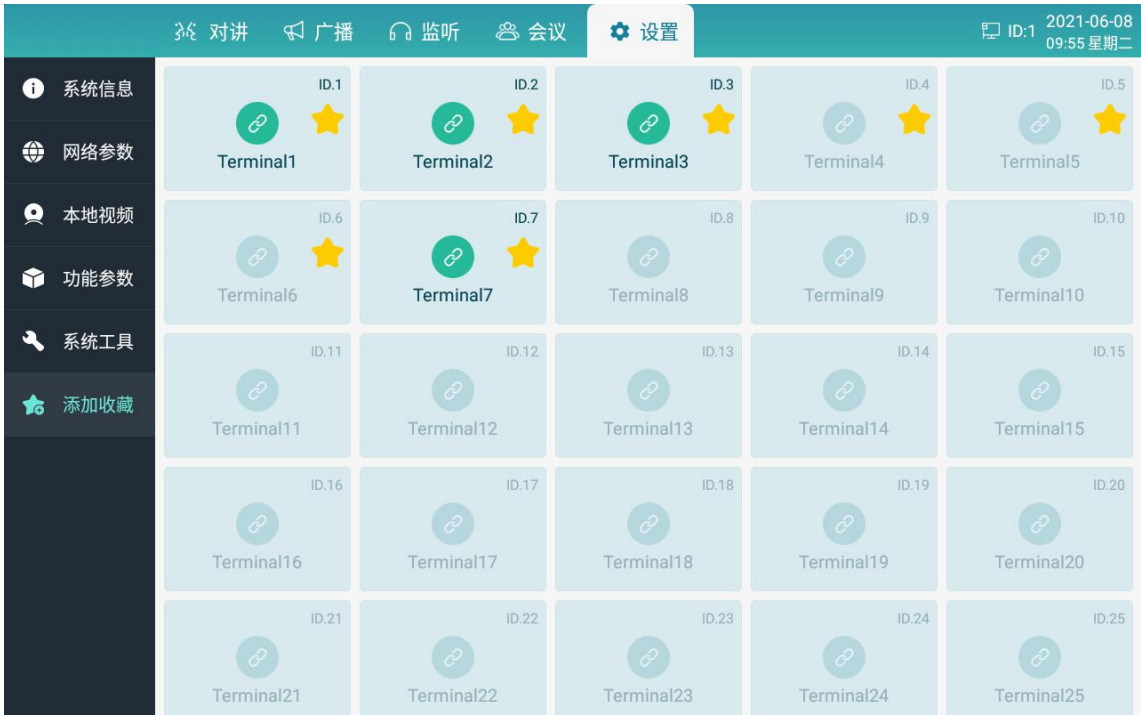 对讲 广播 监听 会议 设置 ID:1 2021-06-08
09:55 星期二
系统信息
网络参数
本地视频
功能参数
系统工具
添加收藏
ID.1 ID.2 ID.3 ID.4 ID.5
Terminal1 Terminal2 Terminal3 Terminal4 Terminal5
ID.6 ID.7 ID.8 ID.9 ID.10
Terminal6 Terminal7 Terminal8 Terminal9 Terminal10
ID.11 ID.12 ID.13 ID.14 ID.15
Terminal11 Terminal12 Terminal13 Terminal14 Terminal15
ID.16 ID.17 ID.18 ID.19 ID.20
Terminal16 Terminal17 Terminal18 Terminal19 Terminal20
ID.21 ID.22 ID.23 ID.24 ID.25
Terminal21 Terminal22 Terminal23 Terminal24 Terminal25